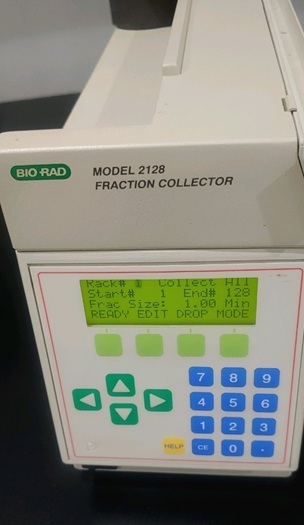 BIO-RAD
MODEL 2128
FRACTION COLLECTOR
Rack# Collect All
Start# 1 End# 128
Frac Size: 1.00 Min
READY EDIT DROP MODE
7 8 9
4 5 6
1 2 3
HELP CE 0 .